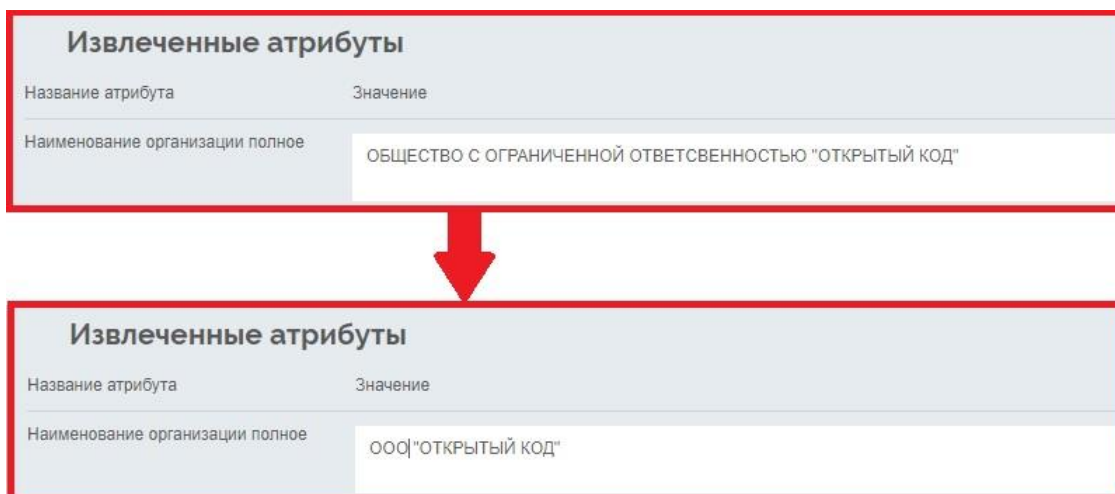 Извлеченные атрибуты
Название атрибута Значение
Наименование организации полное ОБЩЕСТВО С ОГРАНИЧЕННОЙ ОТВЕТСВЕННОСТЬЮ "ОТКРЫТЫЙ КОД"
Извлеченные атрибуты
Название атрибута Значение
Наименование организации полное ООО "ОТКРЫТЫЙ КОД"